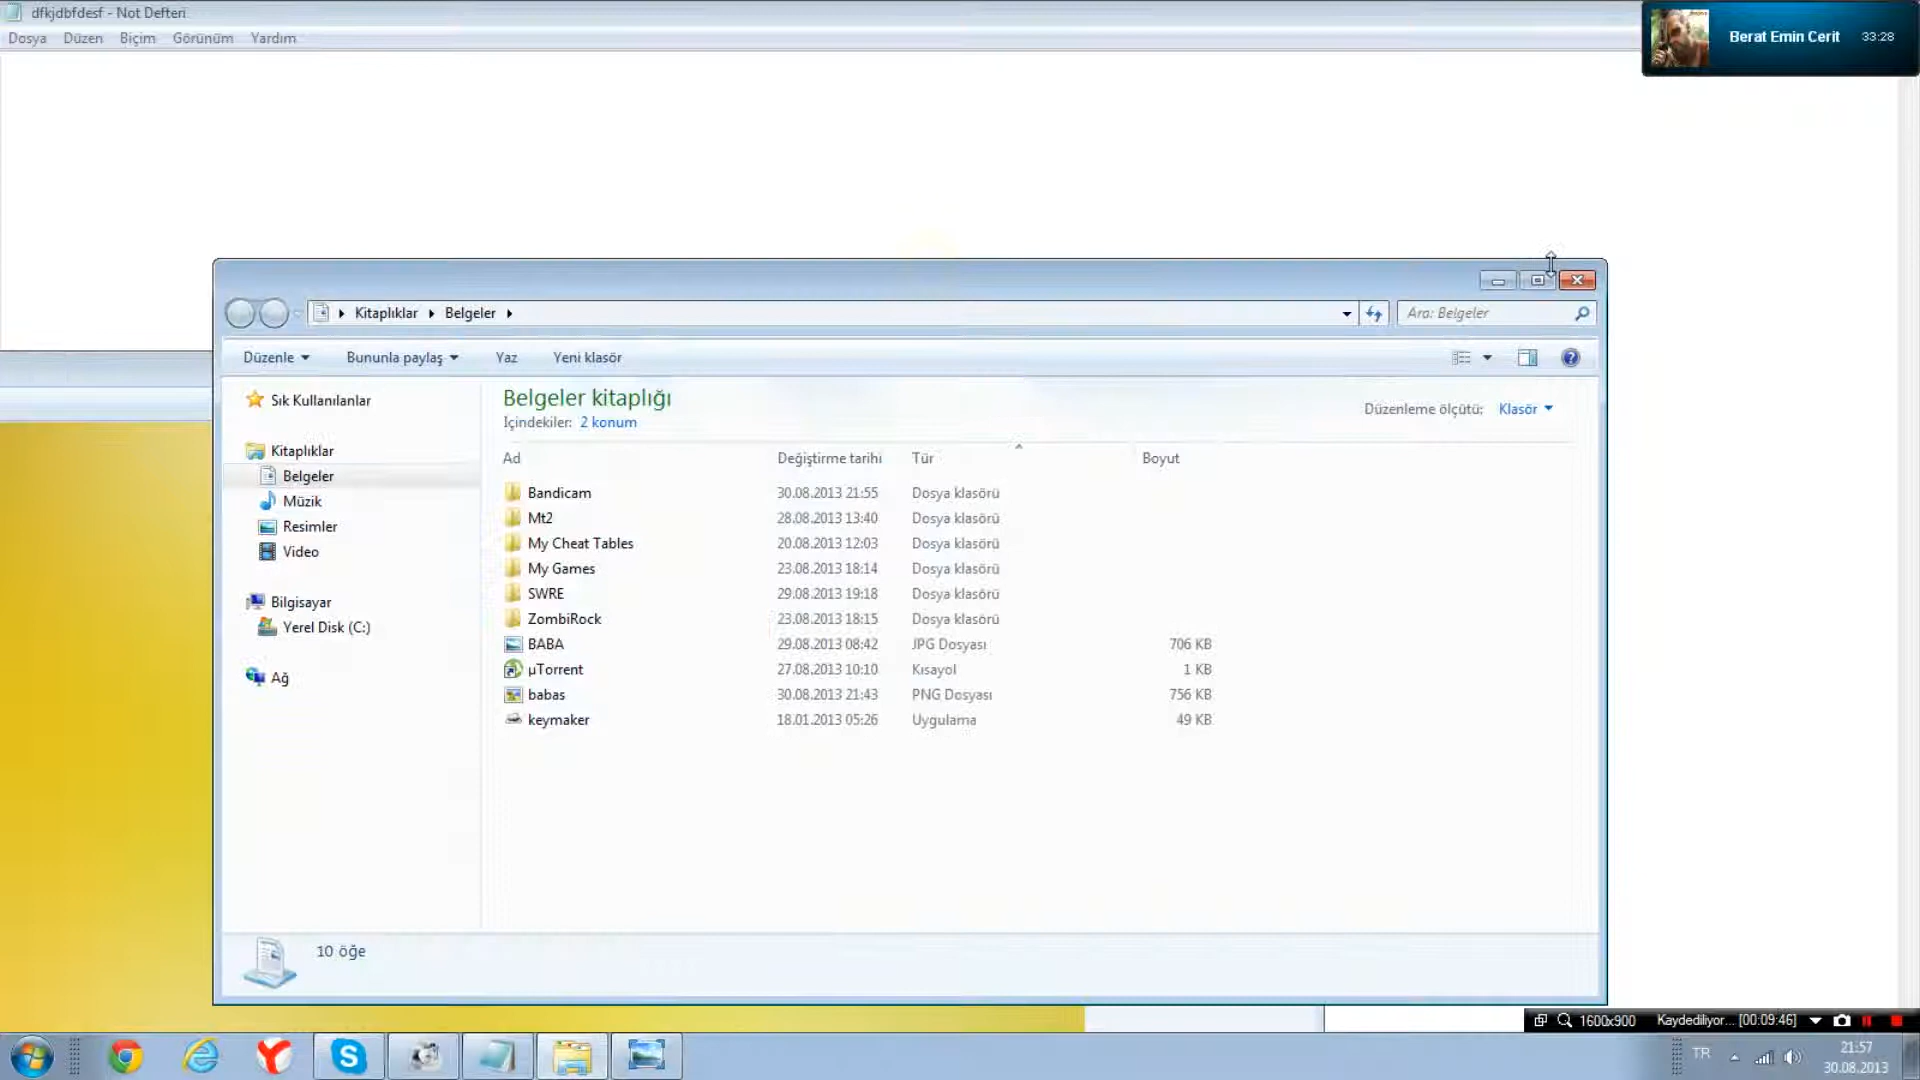 dfkjdbfdesf - Not Defteri
Dosya Düzen Biçim Görünüm Yardım
Berat Emin Cerit 33:28
Kitaplıklar Belgeler
Ara: Belgeler
Düzenle Bununla paylaş Yaz Yeni klasör
Sık Kullanılanlar
Kitaplıklar
Belgeler
Müzik
Resimler
Video
Bilgisayar
Yerel Disk (C:)
Ağ
Belgeler kitaplığı
İçindekiler: 2 konum
Düzenleme ölçütü: Klasör
Ad Değiştirme tarihi Tür Boyut
Bandicam 30.08.2013 21:55 Dosya klasörü
Mt2 28.08.2013 13:40 Dosya klasörü
My Cheat Tables 20.08.2013 12:03 Dosya klasörü
My Games 23.08.2013 18:14 Dosya klasörü
SWRE 29.08.2013 19:18 Dosya klasörü
ZombiRock 23.08.2013 18:15 Dosya klasörü
BABA 29.08.2013 08:42 JPG Dosyası 706 KB
µTorrent 27.08.2013 10:10 Kısayol 1 KB
babas 30.08.2013 21:43 PNG Dosyası 756 KB
keymaker 18.01.2013 05:26 Uygulama 49 KB
10 öğe
1600x900 Kaydediliyor... [00:09:46]
TR
21:57
30.08.2013